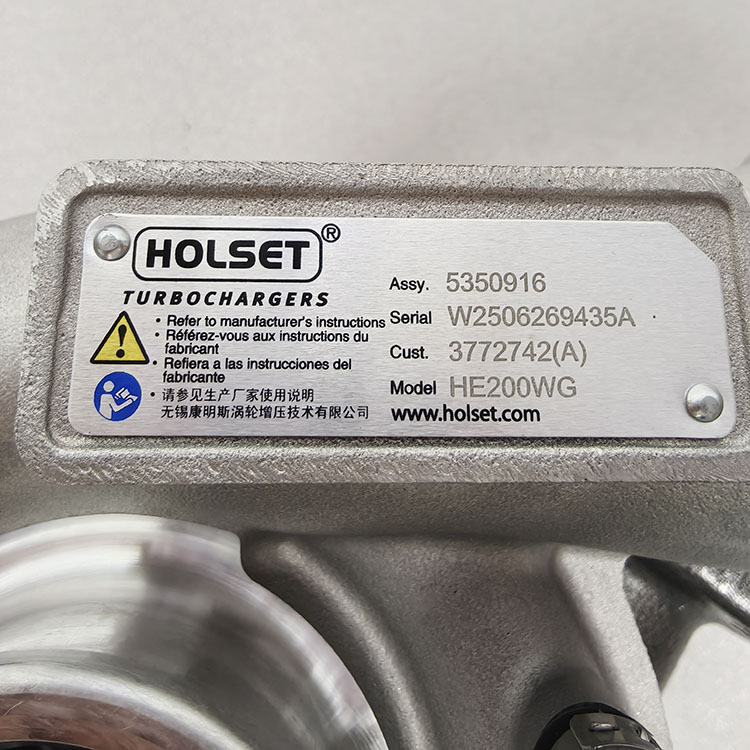 HOLSET®
TURBOCHARGERS
• Refer to manufacturer's instructions
• Référez-vous aux instructions du
fabricant
• Refiera a las instrucciones del
fabricante
• 请参见生产厂家使用说明
无锡康明斯涡轮增压技术有限公司
Assy. 5350916
Serial W2506269435A
Cust. 3772742(A)
Model HE200WG
www.holset.com